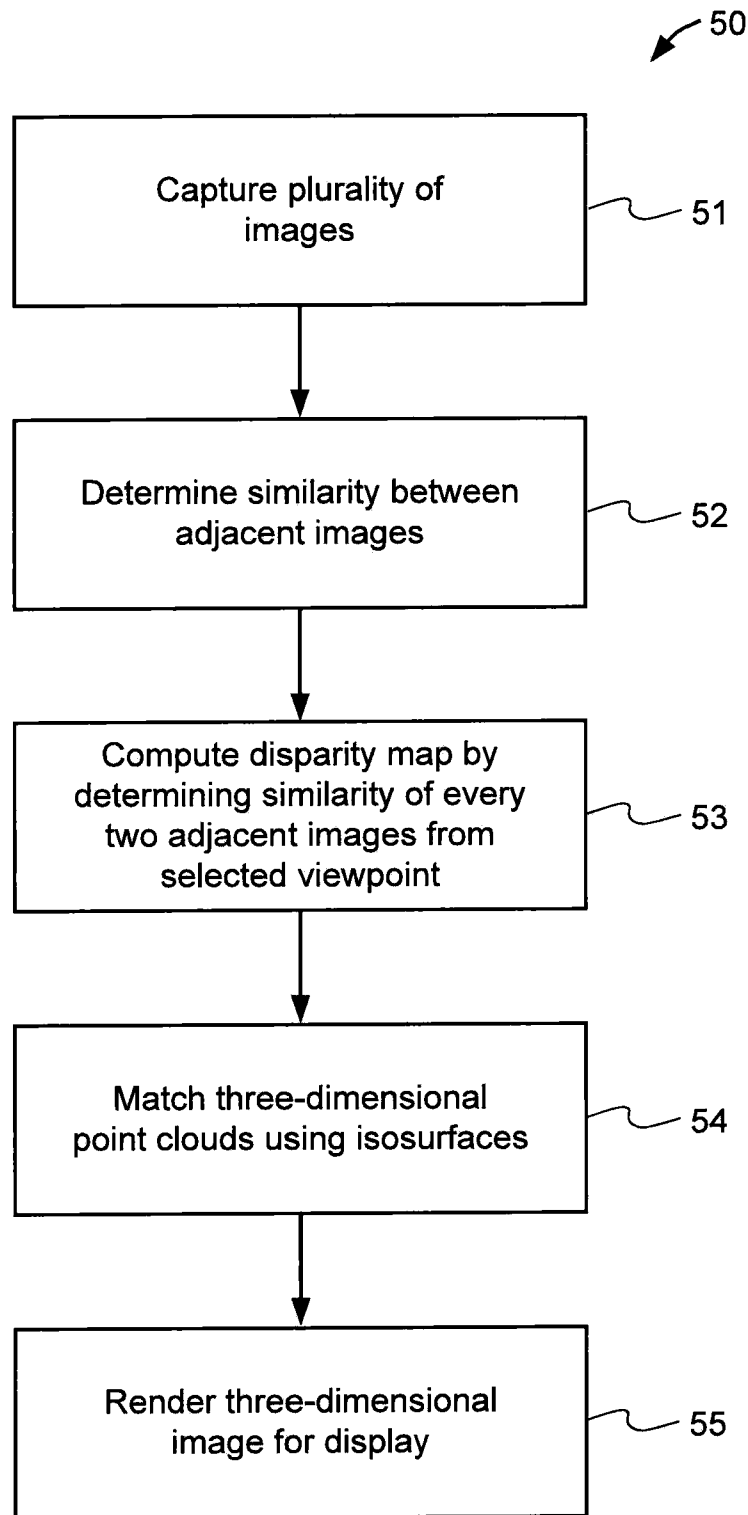 50
Capture plurality of
images
51
Determine similarity between
adjacent images
52
Compute disparity map by
determining similarity of every
two adjacent images from
selected viewpoint
53
Match three-dimensional
point clouds using isosurfaces
54
Render three-dimensional
image for display
55